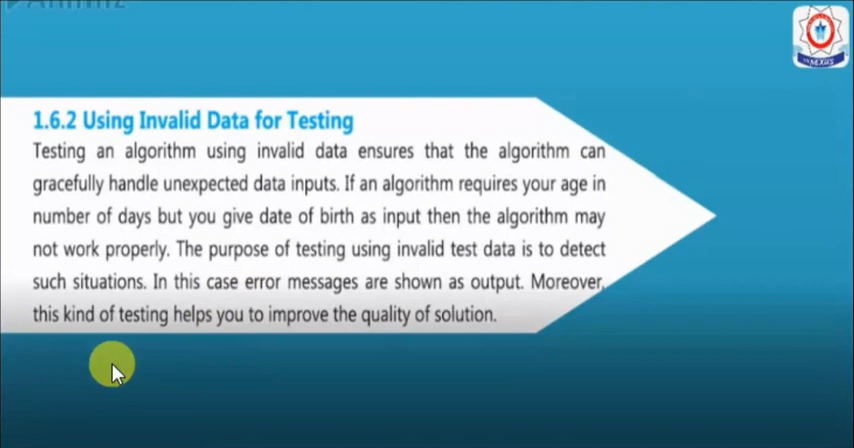 1.6.2 Using Invalid Data for Testing
Testing an algorithm using invalid data ensures that the algorithm can
gracefully handle unexpected data inputs. If an algorithm requires your age in
number of days but you give date of birth as input then the algorithm may
not work properly. The purpose of testing using invalid test data is to detect
such situations. In this case error messages are shown as output. Moreover,
this kind of testing helps you to improve the quality of solution.